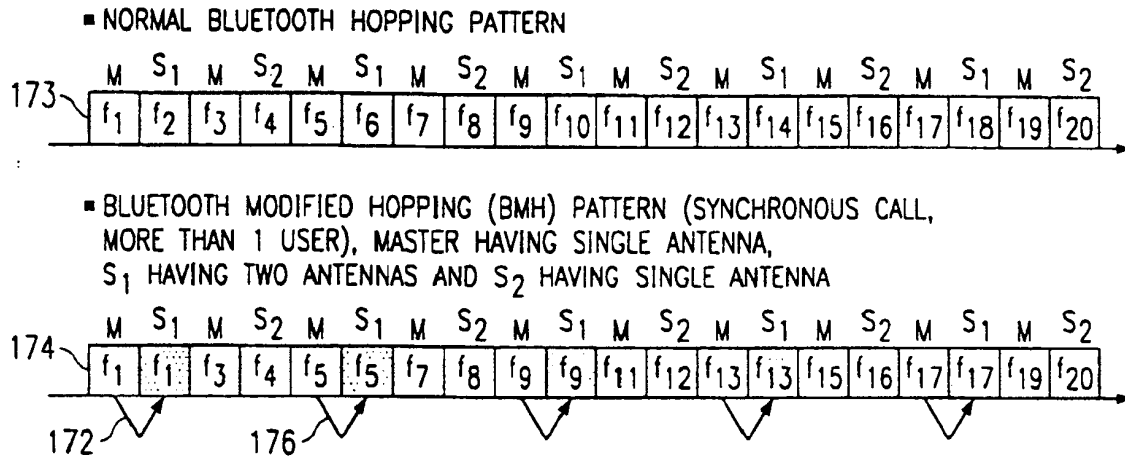 ▪ NORMAL BLUETOOTH HOPPING PATTERN
M S1 M S2 M S1 M S2 M S1 M S2 M S1 M S2 M S1 M S2
173 f1 f2 f3 f4 f5 f6 f7 f8 f9 f10 f11 f12 f13 f14 f15 f16 f17 f18 f19 f20
▪ BLUETOOTH MODIFIED HOPPING (BMH) PATTERN (SYNCHRONOUS CALL,
MORE THAN 1 USER), MASTER HAVING SINGLE ANTENNA,
S1 HAVING TWO ANTENNAS AND S2 HAVING SINGLE ANTENNA
M S1 M S2 M S1 M S2 M S1 M S2 M S1 M S2 M S1 M S2
174 f1 f1 f3 f4 f5 f5 f7 f8 f9 f9 f11 f12 f13 f13 f15 f16 f17 f17 f19 f20
172 176